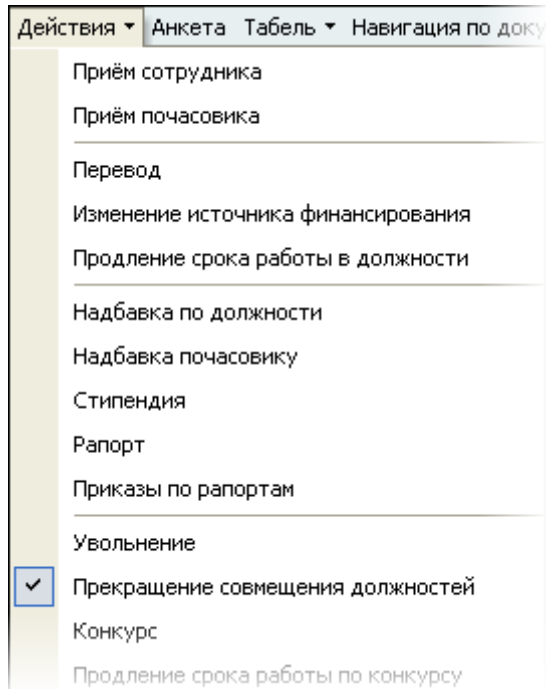 Действия Анкета Табель Навигация по доку
Приём сотрудника
Приём почасовика
Перевод
Изменение источника финансирования
Продление срока работы в должности
Надбавка по должности
Надбавка почасовику
Стипендия
Рапорт
Приказы по рапортам
Увольнение
Прекращение совмещения должностей
Конкурс
Продление срока работы по конкурсу